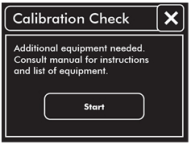 Calibration Check
Additional equipment needed.
Consult manual for instructions
and list of equipment.
Start